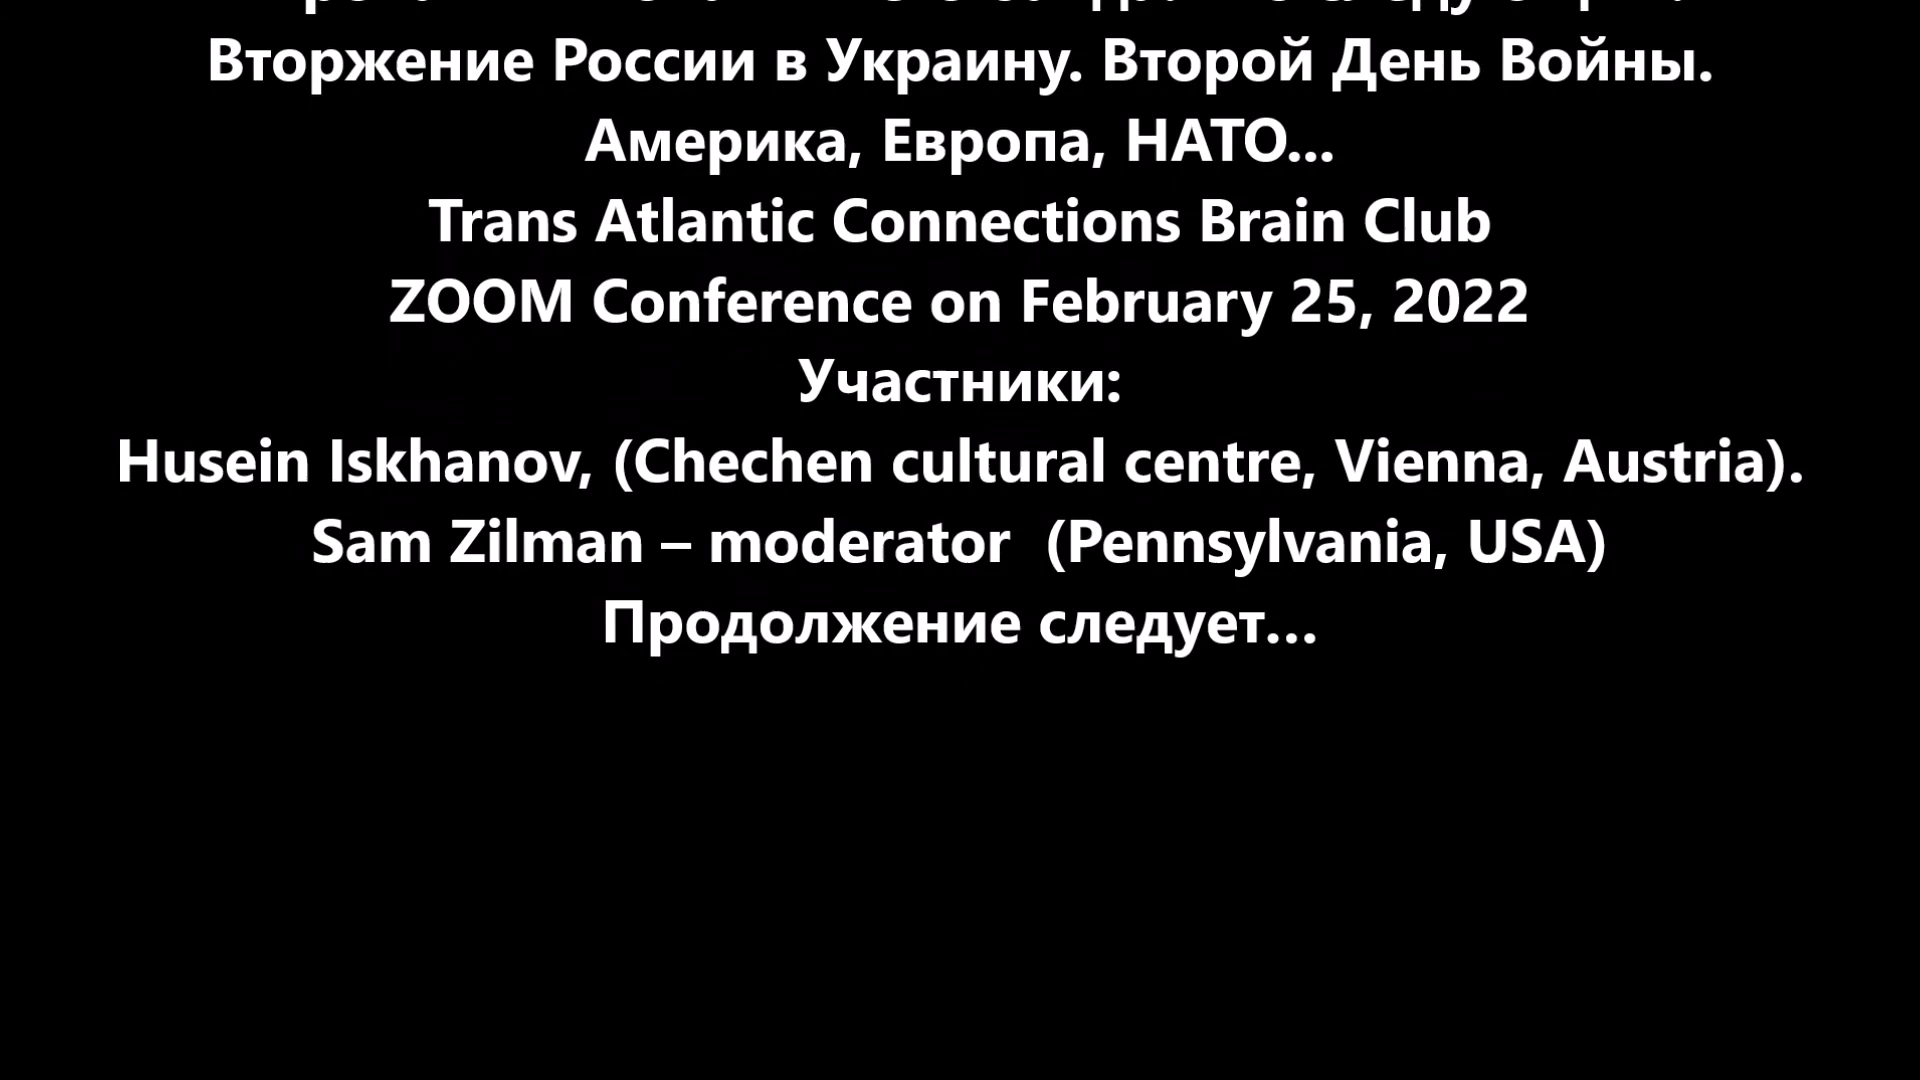 Вторжение России в Украину. Второй День Войны.
Америка, Европа, НАТО...
Trans Atlantic Connections Brain Club
ZOOM Conference on February 25, 2022
Участники:
Husein Iskhanov, (Chechen cultural centre, Vienna, Austria).
Sam Zilman – moderator  (Pennsylvania, USA)
Продолжение следует…